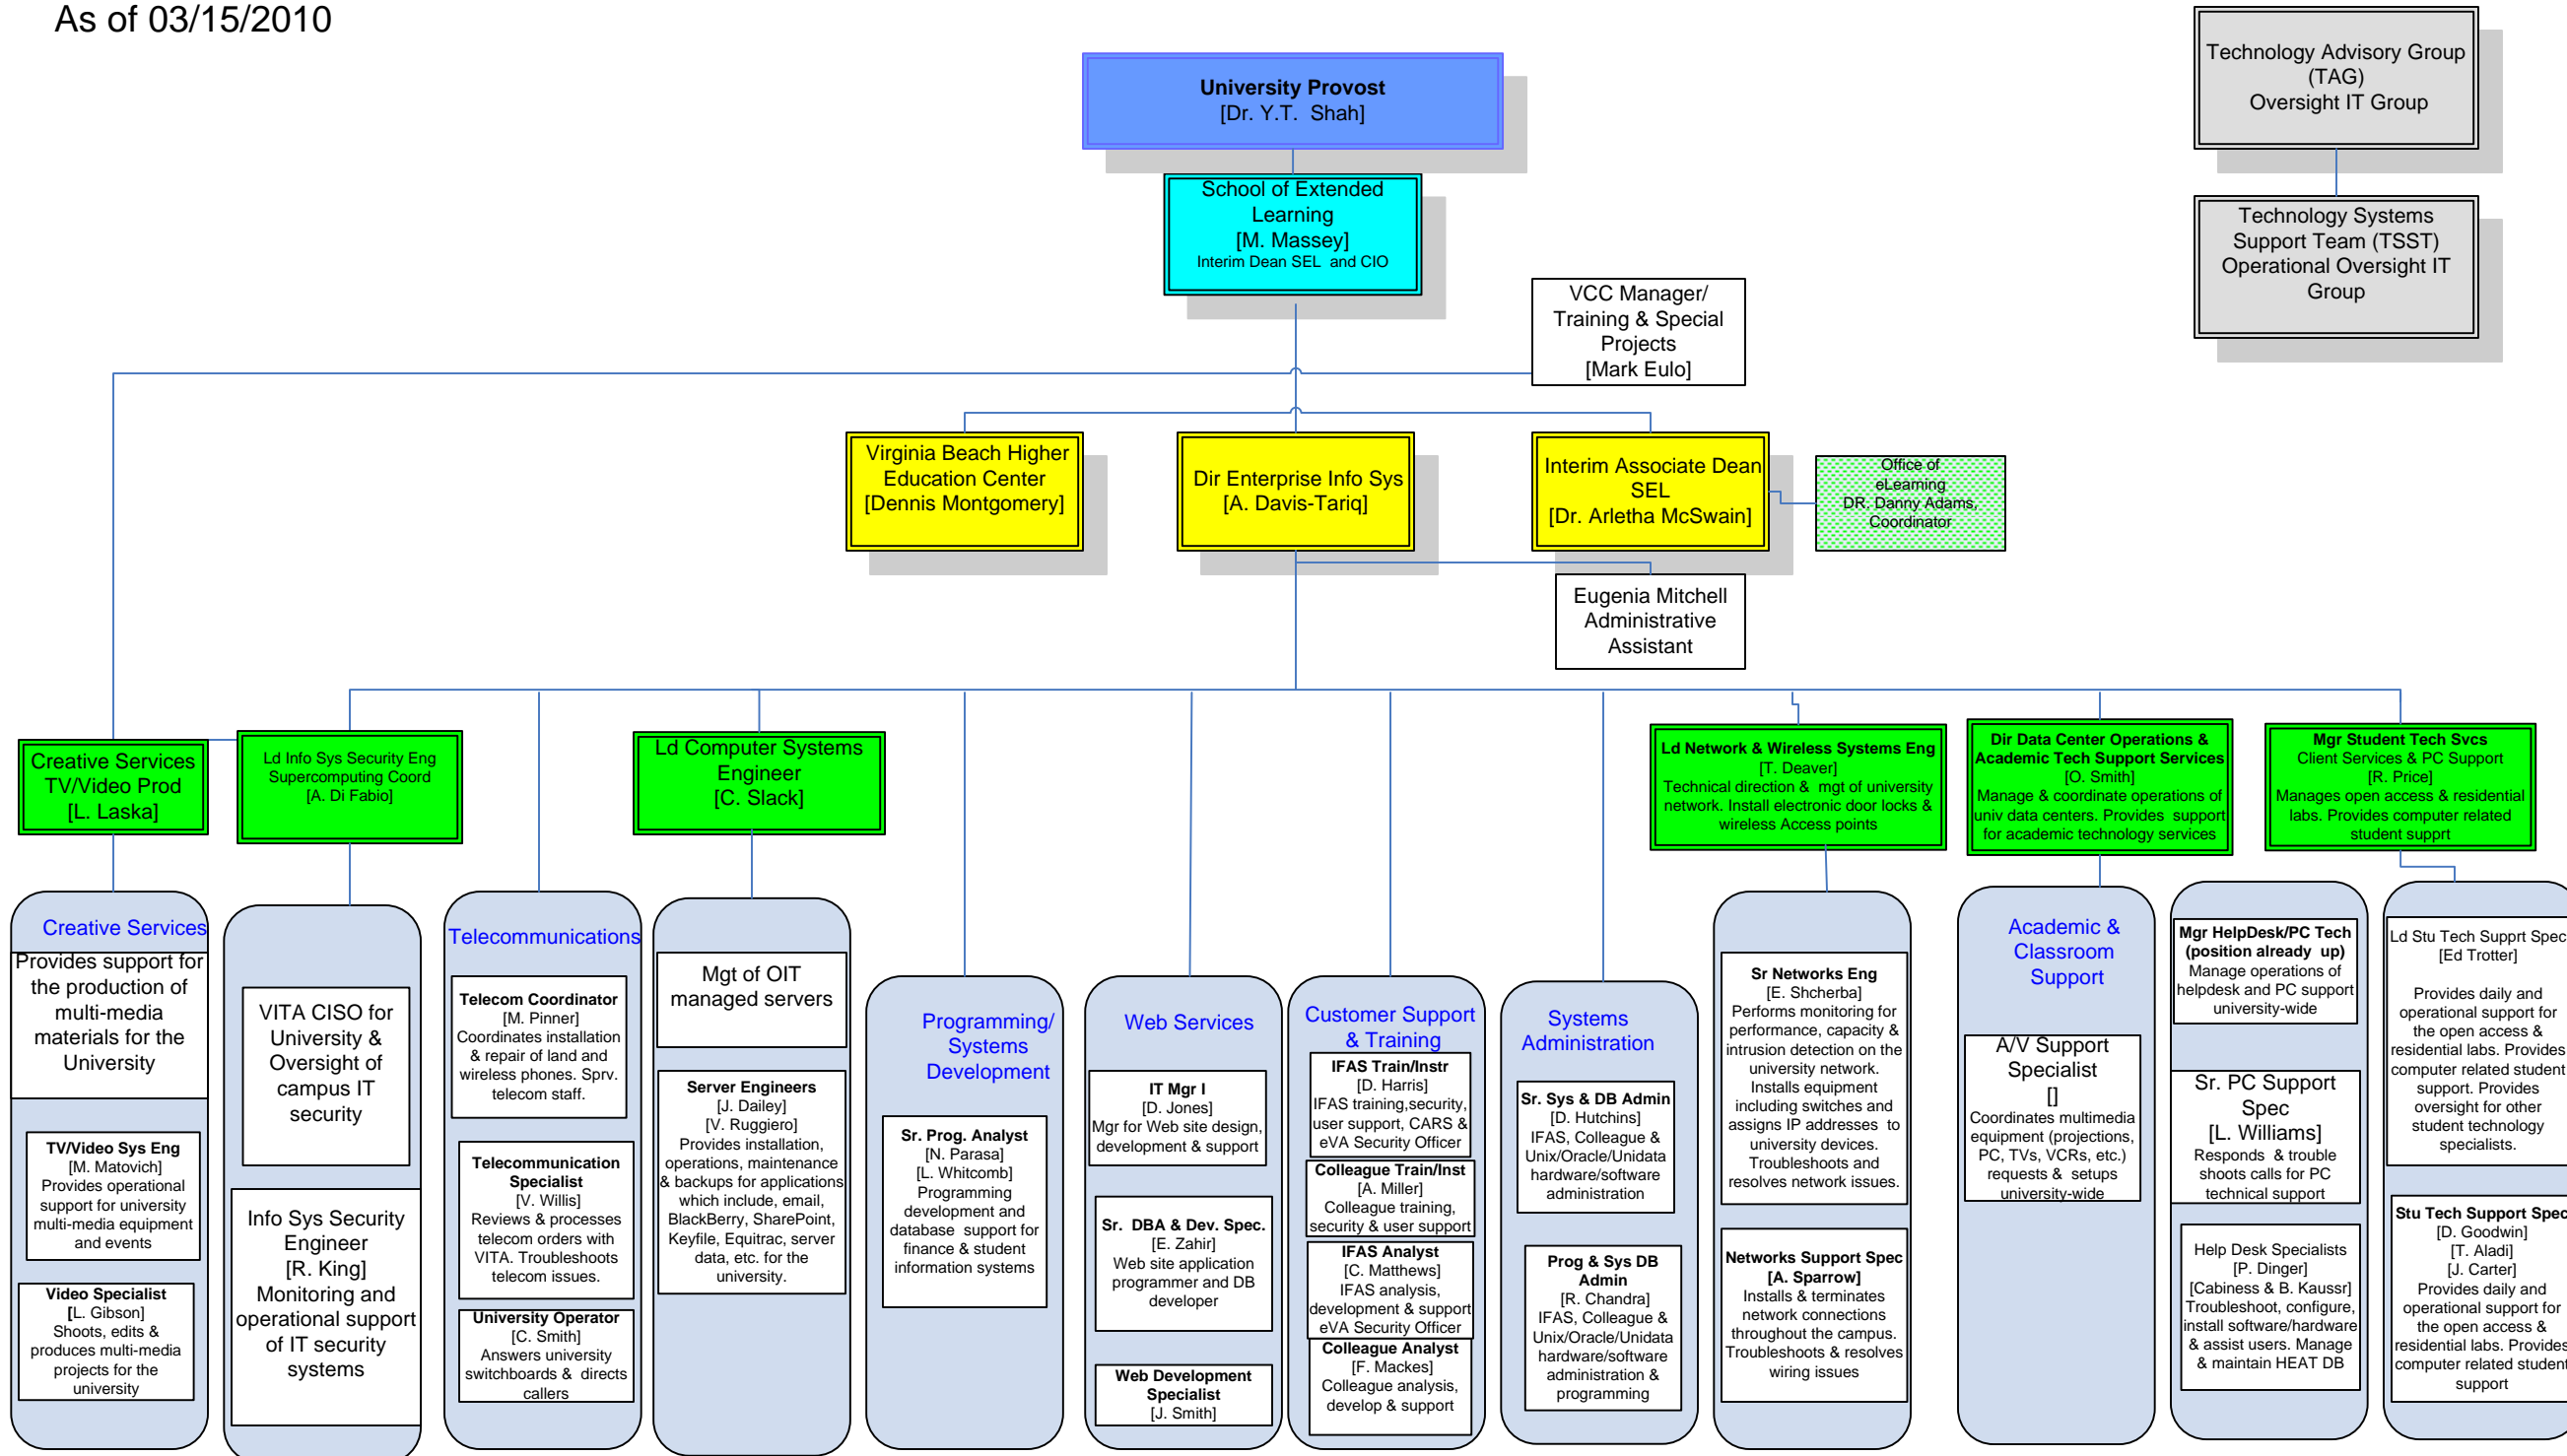 As of 03/15/2010
University Provost
[Dr. Y.T. Shah]
Technology Advisory Group
(TAG)
Oversight IT Group
School of Extended
Learning
[M. Massey]
Interim Dean SEL and CIO
Technology Systems
Support Team (TSST)
Operational Oversight IT
Group
VCC Manager/
Training & Special
Projects
[Mark Eulo]
Virginia Beach Higher
Education Center
[Dennis Montgomery]
Dir Enterprise Info Sys
[A. Davis-Tariq]
Interim Associate Dean
SEL
[Dr. Arletha McSwain]
Office of
eLearning
DR. Danny Adams,
Coordinator
Eugenia Mitchell
Administrative
Assistant
Creative Services
TV/Video Prod
[L. Laska]
Ld Info Sys Security Eng
Supercomputing Coord
[A. Di Fabio]
Ld Computer Systems
Engineer
[C. Slack]
Ld Network & Wireless Systems Eng
[T. Deaver]
Technical direction & mgt of university
network. Install electronic door locks &
wireless Access points
Dir Data Center Operations &
Academic Tech Support Services
[O. Smith]
Manage & coordinate operations of
univ data centers. Provides support
for academic technology services
Mgr Student Tech Svcs
Client Services & PC Support
[R. Price]
Manages open access & residential
labs. Provides computer related
student supprt
Creative Services
Provides support for
the production of
multi-media
materials for the
University
TV/Video Sys Eng
[M. Matovich]
Provides operational
support for university
multi-media equipment
and events
Video Specialist
[L. Gibson]
Shoots, edits &
produces multi-media
projects for the
university
VITA CISO for
University &
Oversight of
campus IT
security
Info Sys Security
Engineer
[R. King]
Monitoring and
operational support
of IT security
systems
Telecommunications
Telecom Coordinator
[M. Pinner]
Coordinates installation
& repair of land and
wireless phones. Sprv.
telecom staff.
Telecommunication
Specialist
[V. Willis]
Reviews & processes
telecom orders with
VITA. Troubleshoots
telecom issues.
University Operator
[C. Smith]
Answers university
switchboards & directs
callers
Mgt of OIT
managed servers
Server Engineers
[J. Dailey]
[V. Ruggiero]
Provides installation,
operations, maintenance
& backups for applications
which include, email,
BlackBerry, SharePoint,
Keyfile, Equitrac, server
data, etc. for the
university.
Programming/
Systems
Development
Sr. Prog. Analyst
[N. Parasa]
[L. Whitcomb]
Programming
development and
database support for
finance & student
information systems
Web Services
IT Mgr I
[D. Jones]
Mgr for Web site design,
development & support
Sr. DBA & Dev. Spec.
[E. Zahir]
Web site application
programmer and DB
developer
Web Development
Specialist
[J. Smith]
Customer Support
& Training
IFAS Train/Instr
[D. Harris]
IFAS training,security,
user support, CARS &
eVA Security Officer
Colleague Train/Inst
[A. Miller]
Colleague training,
security & user support
IFAS Analyst
[C. Matthews]
IFAS analysis,
development & support
eVA Security Officer
Colleague Analyst
[F. Mackes]
Colleague analysis,
develop & support
Systems
Administration
Sr. Sys & DB Admin
[D. Hutchins]
IFAS, Colleague &
Unix/Oracle/Unidata
hardware/software
administration
Prog & Sys DB
Admin
[R. Chandra]
IFAS, Colleague &
Unix/Oracle/Unidata
hardware/software
administration &
programming
Sr Networks Eng
[E. Shcherba]
Performs monitoring for
performance, capacity &
intrusion detection on the
university network.
Installs equipment
including switches and
assigns IP addresses to
university devices.
Troubleshoots and
resolves network issues.
Networks Support Spec
[A. Sparrow]
Installs & terminates
network connections
throughout the campus.
Troubleshoots & resolves
wiring issues
Academic &
Classroom
Support
A/V Support
Specialist
[]
Coordinates multimedia
equipment (projections,
PC, TVs, VCRs, etc.)
requests & setups
university-wide
Mgr HelpDesk/PC Tech
(position already up)
Manage operations of
helpdesk and PC support
university-wide
Sr. PC Support
Spec
[L. Williams]
Responds & trouble
shoots calls for PC
technical support
Help Desk Specialists
[P. Dinger]
[Cabiness & B. Kaussr]
Troubleshoot, configure,
install software/hardware
& assist users. Manage
& maintain HEAT DB
Ld Stu Tech Supprt Spec
[Ed Trotter]
Provides daily and
operational support for
the open access &
residential labs. Provides
computer related student
support. Provides
oversight for other
student technology
specialists.
Stu Tech Support Spec
[D. Goodwin]
[T. Aladi]
[J. Carter]
Provides daily and
operational support for
the open access &
residential labs. Provides
computer related student
support